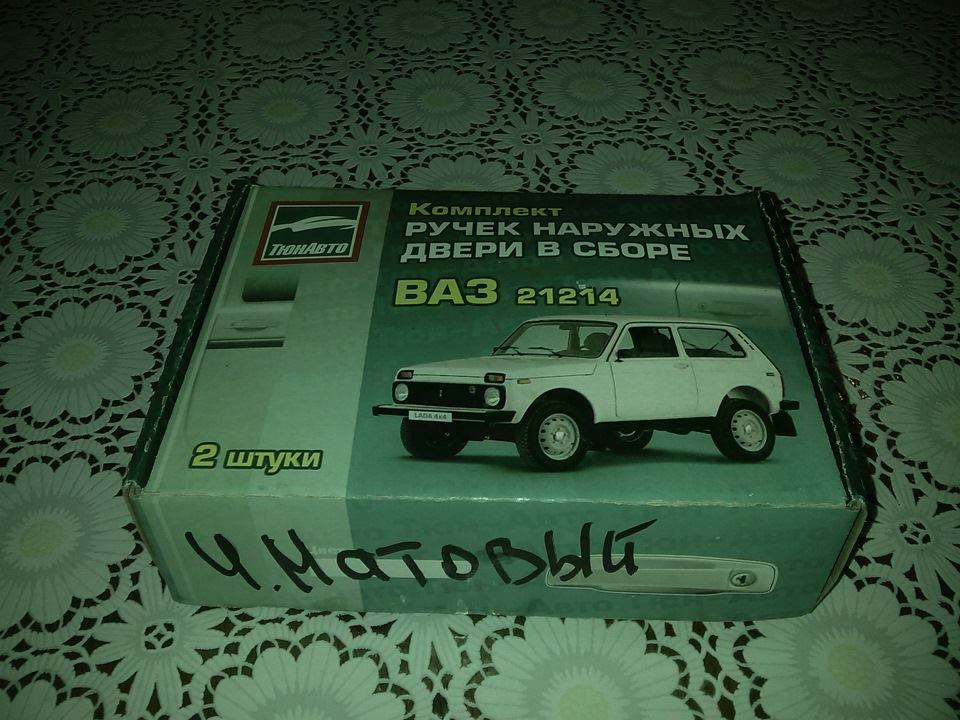 ТюнАвто
Комплект
РУЧЕК НАРУЖНЫХ
ДВЕРИ В СБОРЕ
ВАЗ 21214
LADA 4x4
2 штуки
Ч.Матовый